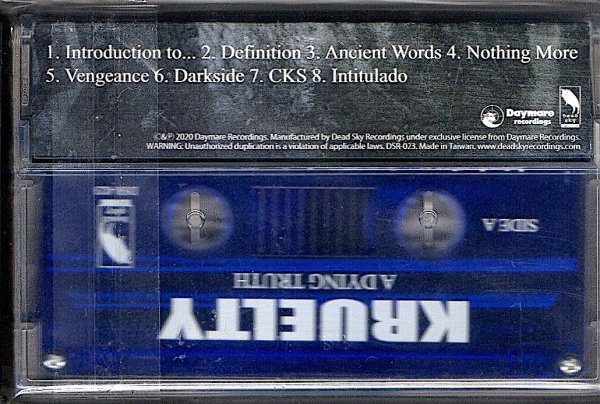 1. Introduction to... 2. Definition 3. Ancient Words 4. Nothing More
5. Vengeance 6. Darkside 7. CKS 8. Intitulado
Daymare
recordings
dead sky
©&℗ 2020 Daymare Recordings. Manufactured by Dead Sky Recordings under exclusive license from Daymare Recordings.
WARNING: Unauthorized duplication is a violation of applicable laws. DSR-023. Made in Taiwan. www.deadskyrecordings.com
SIDE A
A DYING TRUTH
KRUELTY